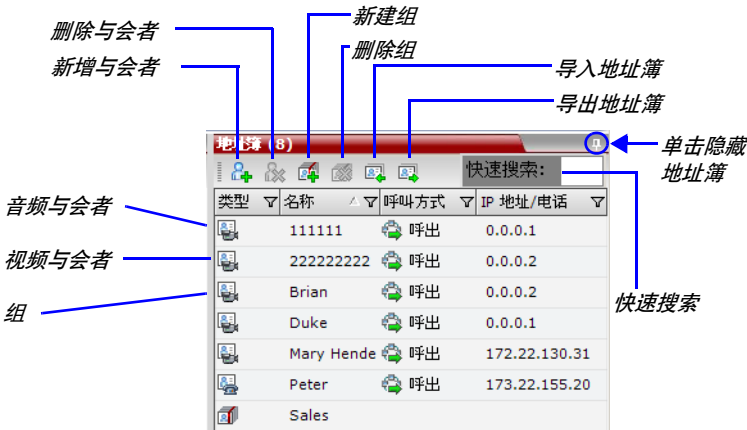 新建组
删除与会者
删除组
新增与会者
导入地址簿
导出地址簿
地址簿 (8)
单击隐藏
地址簿
快速搜索:
类型 名称 呼叫方式 IP 地址/电话
音频与会者
111111 呼出 0.0.0.1
视频与会者
222222222 呼出 0.0.0.2
Brian 呼出 0.0.0.2
组
快速搜索
Duke 呼出 0.0.0.1
Mary Hende 呼出 172.22.130.31
Peter 呼出 173.22.155.20
Sales